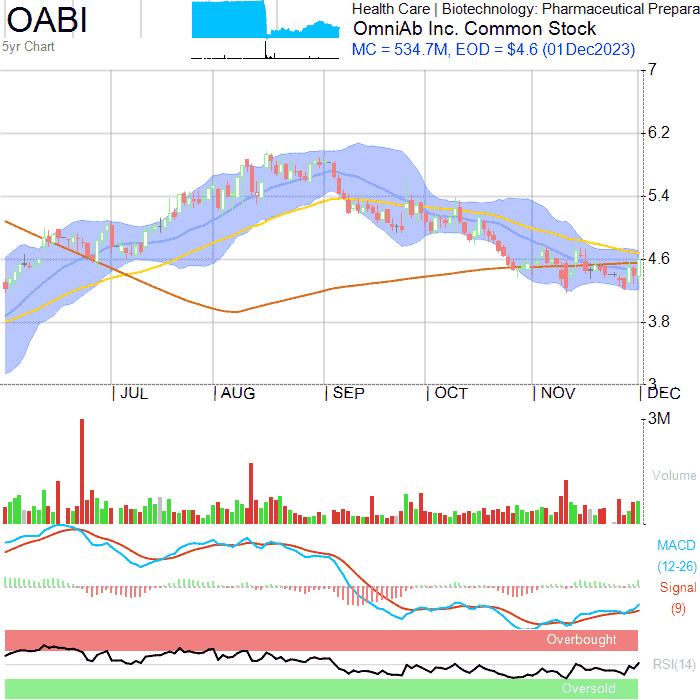 OABI
5yr Chart
Health Care | Biotechnology: Pharmaceutical Prepara
OmniAb Inc. Common Stock
MC = 534.7M, EOD = $4.6 (01Dec2023)
7
6.2
5.4
4.6
3.8
3
| JUL | AUG | SEP | OCT | NOV | DEC
3M
Volume
MACD
(12-26)
Signal
(9)
Overbought
RSI(14)
Oversold